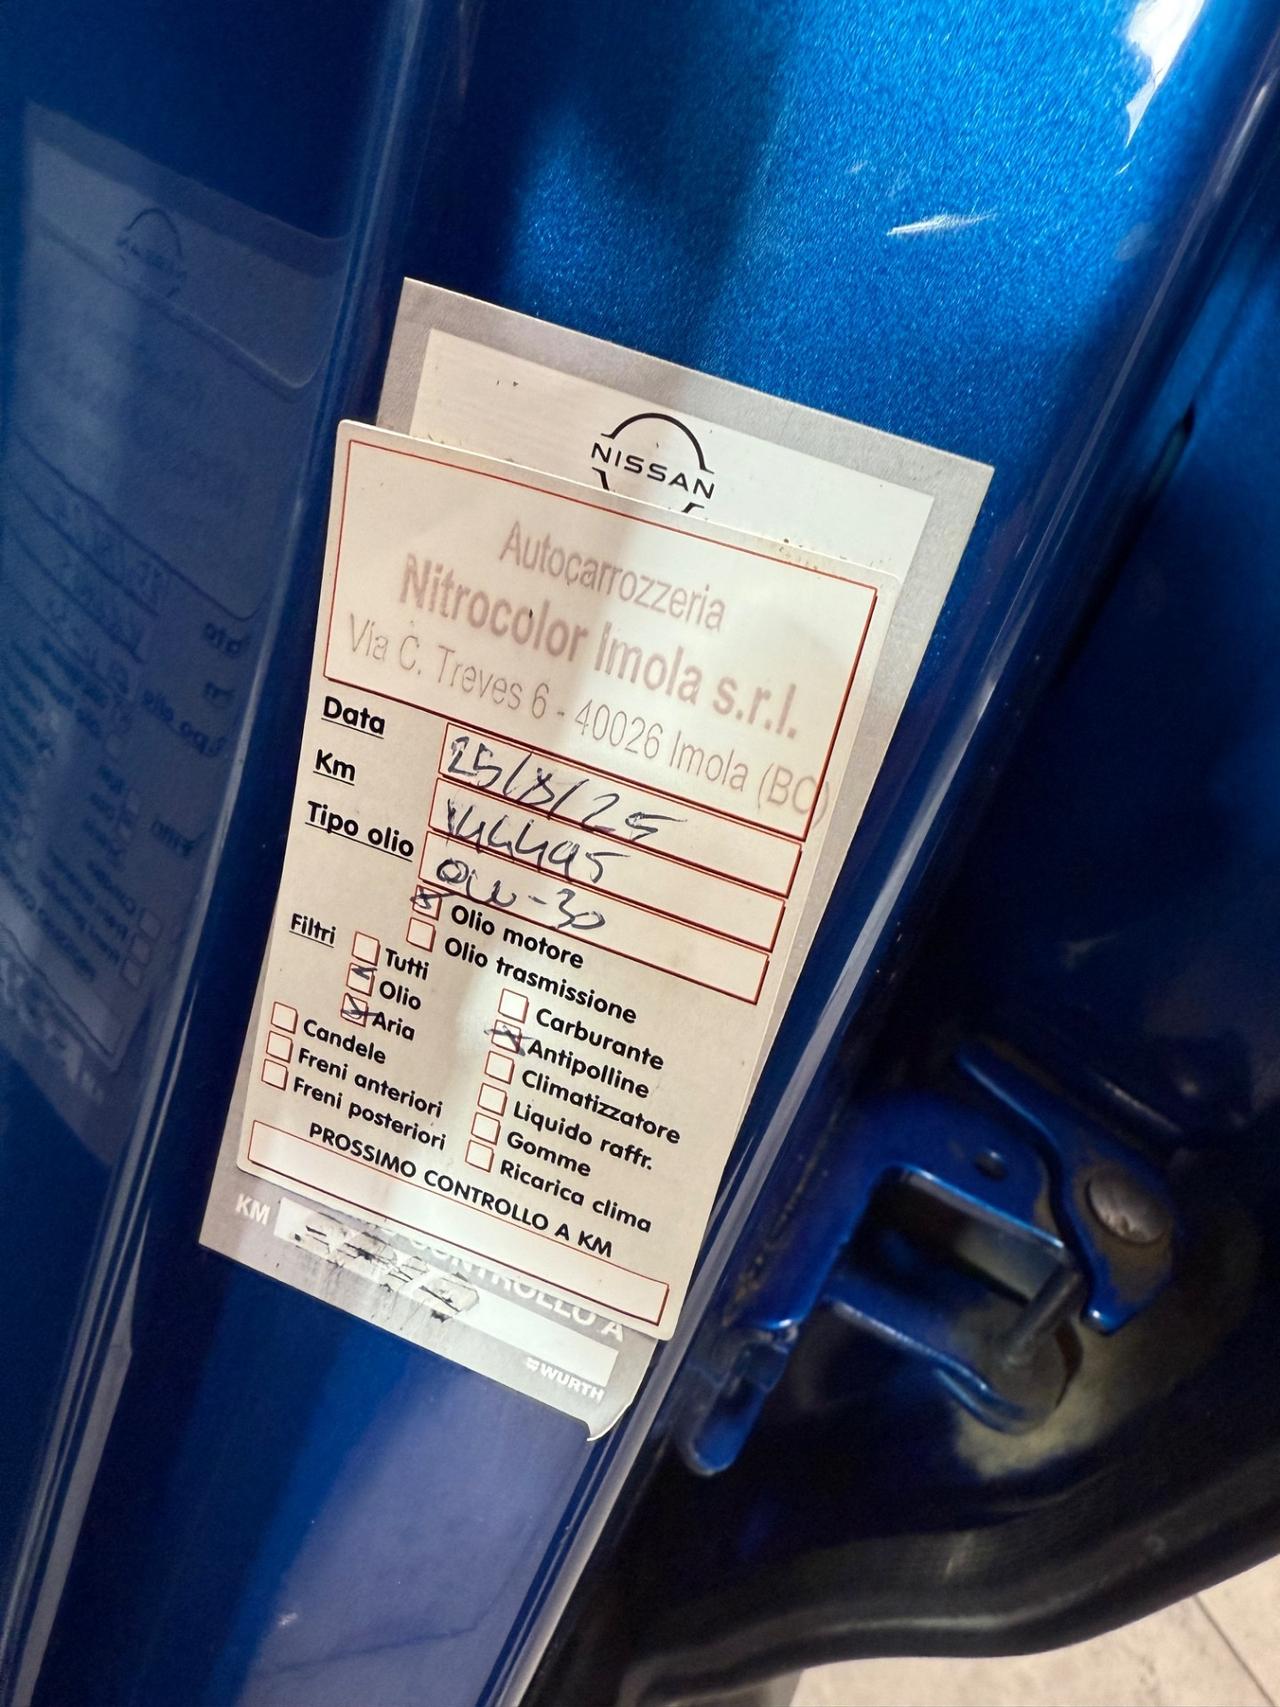 NISSAN
Autocarrozzeria
Nitrocolor Imola s.r.l.
Via C. Treves 6 - 40026 Imola (BO)
Data 25/8/25
Km 144495
Tipo olio 0W-30
Olio motore
Olio trasmissione
Filtri
Tutti
Olio
Aria
Carburante
Antipolline
Climatizzatore
Candele
Freni anteriori
Freni posteriori
Liquido raffr.
Gomme
Ricarica clima
PROSSIMO CONTROLLO A KM
KM
CONTROLLO A
WÜRTH